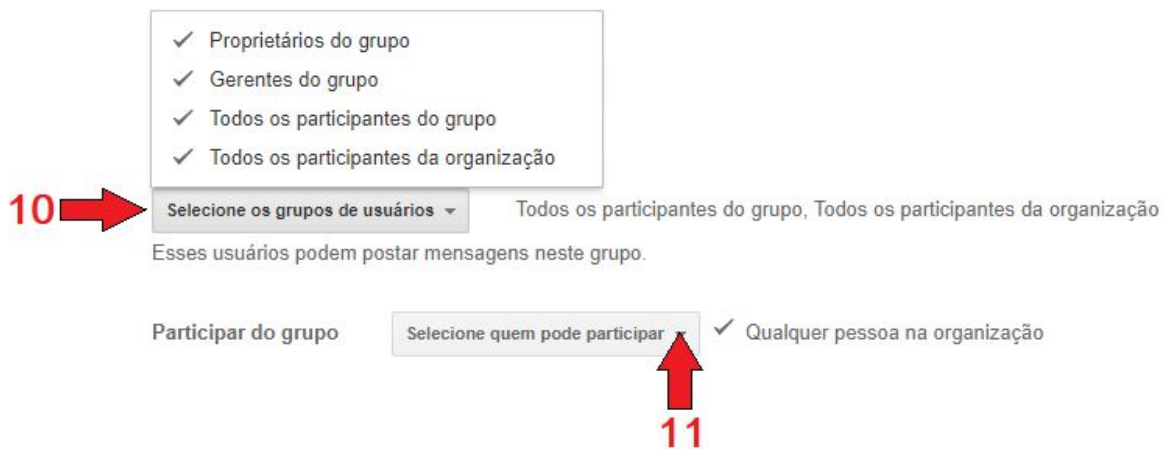 Proprietários do grupo
Gerentes do grupo
Todos os participantes do grupo
Todos os participantes da organização
10 Selecione os grupos de usuários Todos os participantes do grupo, Todos os participantes da organização
Esses usuários podem postar mensagens neste grupo.
Participar do grupo Selecione quem pode participar Qualquer pessoa na organização
11